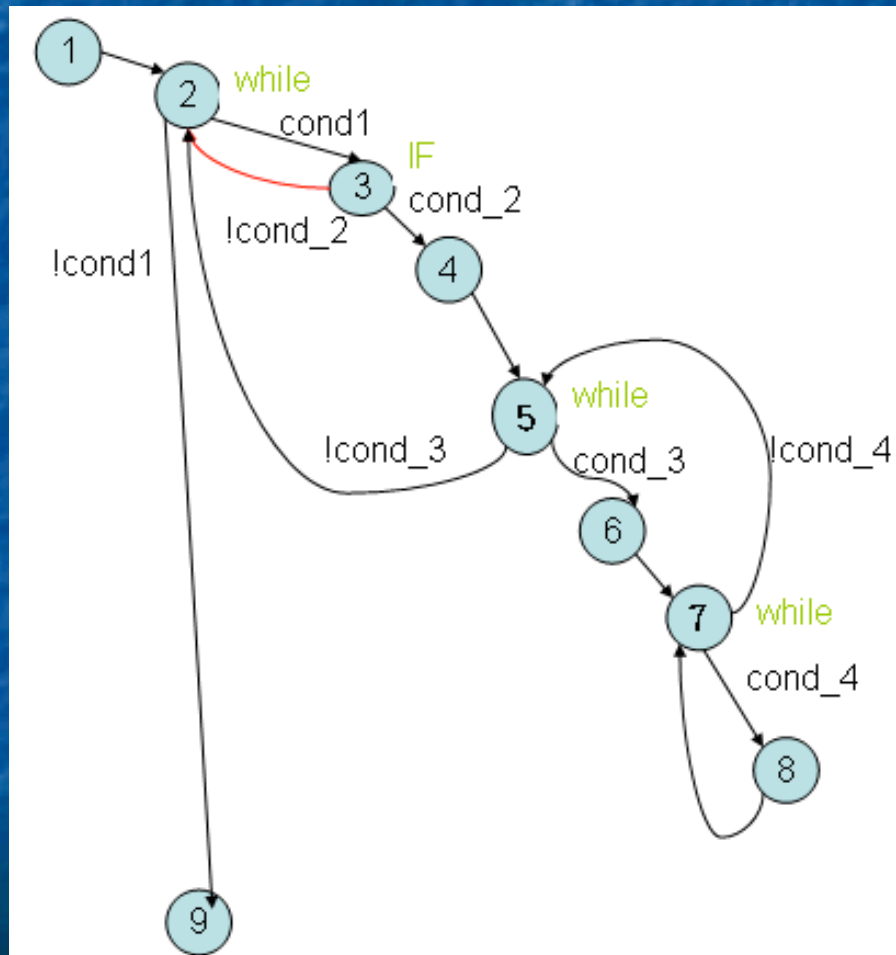 1
2
while
cond1
IF
3
cond_2
!cond_2
!cond1
4
5
while
!cond_3
cond_3
!cond_4
6
7
while
cond_4
8
9